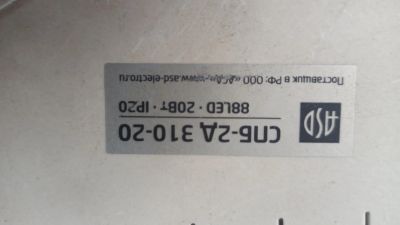 ASD
СПБ-2Д 310-20
88LED · 20Вт · IP20
Поставщик в РФ: ООО www.asd-electro.ru